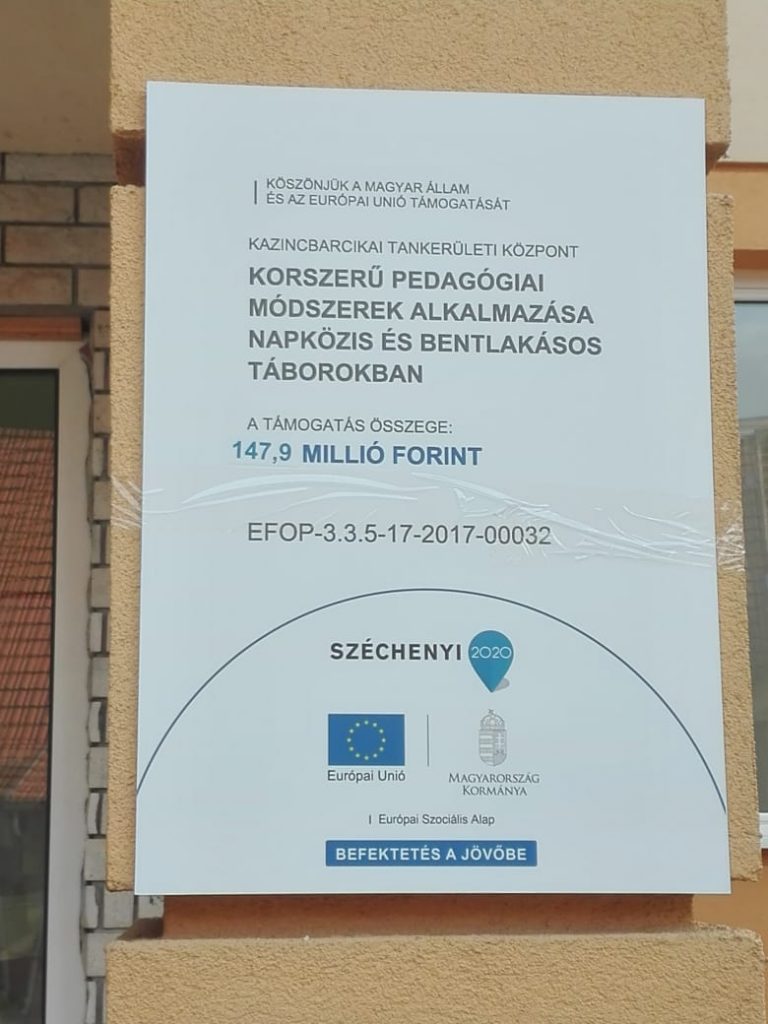 KÖSZÖNJÜK A MAGYAR ÁLLAM
ÉS AZ EURÓPAI UNIÓ TÁMOGATÁSÁT
KAZINCBARCIKAI TANKERÜLETI KÖZPONT
KORSZERŰ PEDAGÓGIAI
MÓDSZEREK ALKALMAZÁSA
NAPKÖZIS ÉS BENTLAKÁSOS
TÁBOROKBAN
A TÁMOGATÁS ÖSSZEGE:
147,9 MILLIÓ FORINT
EFOP-3.3.5-17-2017-00032
SZÉCHENYI 2020
Európai Unió
MAGYARORSZÁG
KORMÁNYA
Európai Szociális Alap
BEFEKTETÉS A JÖVŐBE